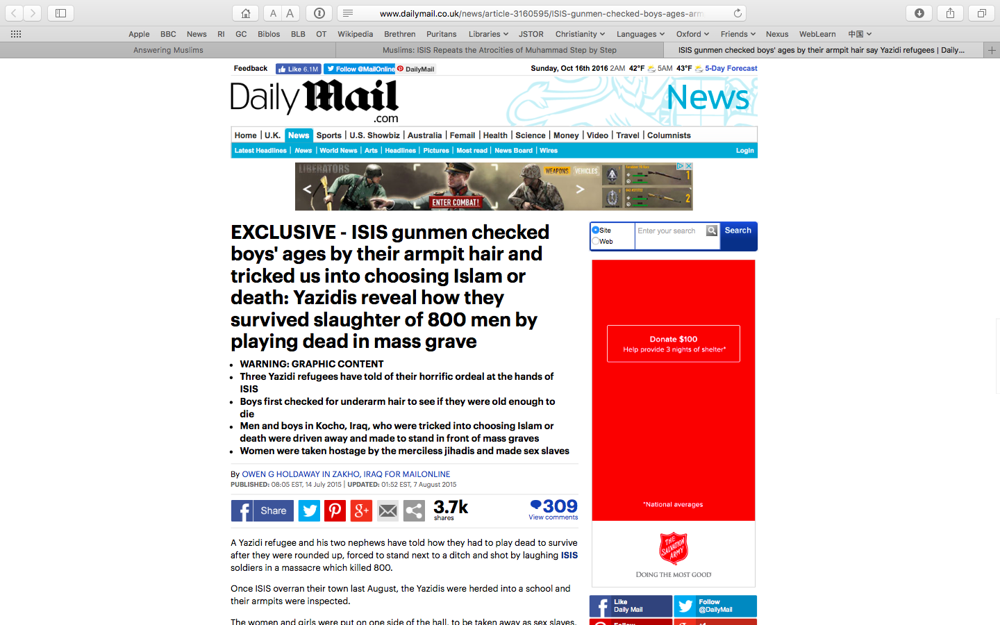 www.dailymail.co.uk/news/article-3160595/ISIS-gunmen-checked-boys-ages-arm
A A
Apple BBC News RI GC Biblos BLB OT Wikipedia Brethren Puritans Libraries JSTOR Christianity Languages Oxford Friends Nexus WebLearn 中国
Answering Muslims Muslims: ISIS Repeats the Atrocities of Muhammad Step by Step ISIS gunmen checked boys' ages by their armpit hair say Yazidi refugees | Daily...
Feedback Like 6.1M Follow @MailOnline DailyMail Sunday, Oct 16th 2016 2AM 42°F 5AM 43°F 5-Day Forecast
Daily Mail .com
News
Home U.K. News Sports U.S. Showbiz Australia Femail Health Science Money Video Travel Columnists
Latest Headlines News World News Arts Headlines Pictures Most read News Board Wires Login
LIBERATORS WEAPONS VEHICLES 1
ENTER COMBAT! 2
EXCLUSIVE - ISIS gunmen checked
boys' ages by their armpit hair and
tricked us into choosing Islam or
death: Yazidis reveal how they
survived slaughter of 800 men by
playing dead in mass grave
• WARNING: GRAPHIC CONTENT
• Three Yazidi refugees have told of their horrific ordeal at the hands of
ISIS
• Boys first checked for underarm hair to see if they were old enough to
die
• Men and boys in Kocho, Iraq, who were tricked into choosing Islam or
death were driven away and made to stand in front of mass graves
• Women were taken hostage by the merciless jihadis and made sex slaves
By OWEN G HOLDAWAY IN ZAKHO, IRAQ FOR MAILONLINE
PUBLISHED: 08:05 EST, 14 July 2015 | UPDATED: 01:52 EST, 7 August 2015
Share 3.7k 309
shares View comments
A Yazidi refugee and his two nephews have told how they had to play dead to survive
after they were rounded up, forced to stand next to a ditch and shot by laughing ISIS
soldiers in a massacre which killed 800.
Once ISIS overran their town last August, the Yazidis were herded into a school and
their armpits were inspected.
The women and girls were put on one side of the hall, to be taken away as sex slaves,
Site Enter your search Search
Web
Donate $100
Help provide 3 nights of shelter*
*National averages
THE
SALVATION
ARMY
DOING THE MOST GOOD
Like
Daily Mail
Follow
@DailyMail
Follow
+1